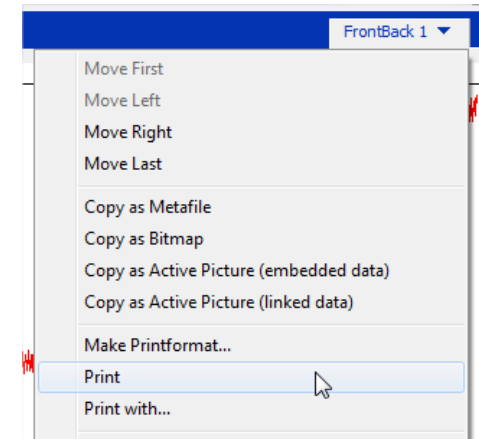 FrontBack 1
Move First
Move Left
Move Right
Move Last
Copy as Metafile
Copy as Bitmap
Copy as Active Picture (embedded data)
Copy as Active Picture (linked data)
Make Printformat...
Print
Print with...